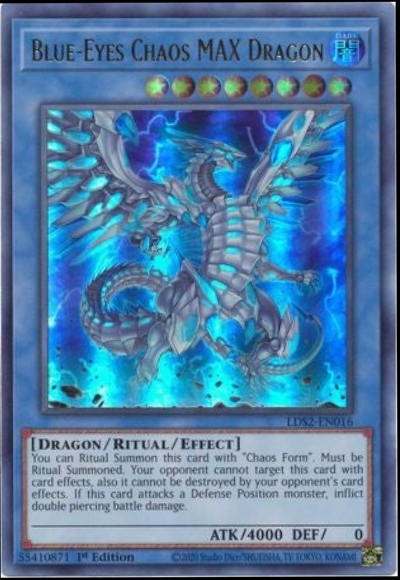 BLUE-EYES CHAOS MAX DRAGON
DARK
闇
LDS2-EN016
[DRAGON/RITUAL/EFFECT]
You can Ritual Summon this card with "Chaos Form". Must be
Ritual Summoned. Your opponent cannot target this card with
card effects, also it cannot be destroyed by your opponent's card
effects. If this card attacks a Defense Position monster, inflict
double piercing battle damage.
ATK/4000 DEF/ 0
55410871 1st Edition ©2020 Studio Dice/SHUEISHA, TV TOKYO, KONAMI